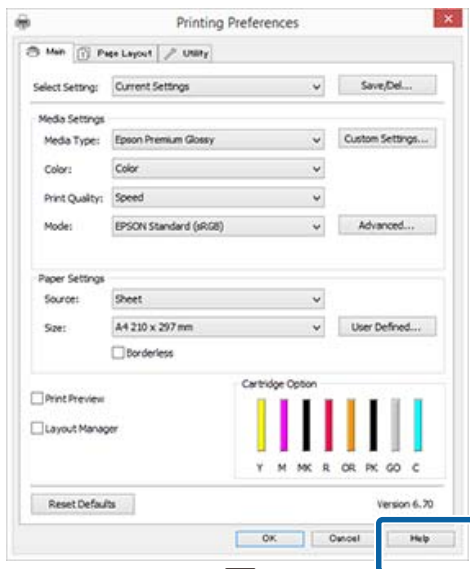 Printing Preferences
Main Page Layout Utility
Select Setting: Current Settings Save/Del...
Media Settings
Media Type: Epson Premium Glossy Custom Settings...
Color: Color
Print Quality: Speed
Mode: EPSON Standard (sRGB) Advanced...
Paper Settings
Source: Sheet
Size: A4 210 x 297 mm User Defined...
Borderless
Cartridge Option
Print Preview
Layout Manager
Y M MK R OR PK GO C
Reset Defaults Version 6.70
OK Cancel Help